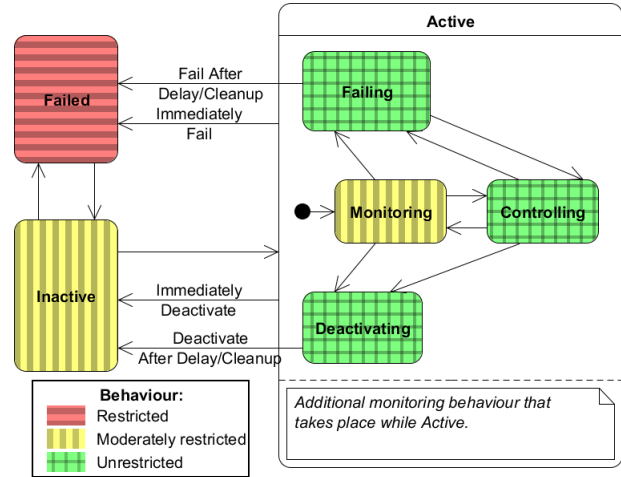 Active
Failed
Fail After
Delay/Cleanup
Immediately
Fail
Failing
Monitoring
Controlling
Inactive
Immediately
Deactivate
Deactivate
After Delay/Cleanup
Deactivating
Behaviour:
Restricted
Moderately restricted
Unrestricted
Additional monitoring behaviour that
takes place while Active.